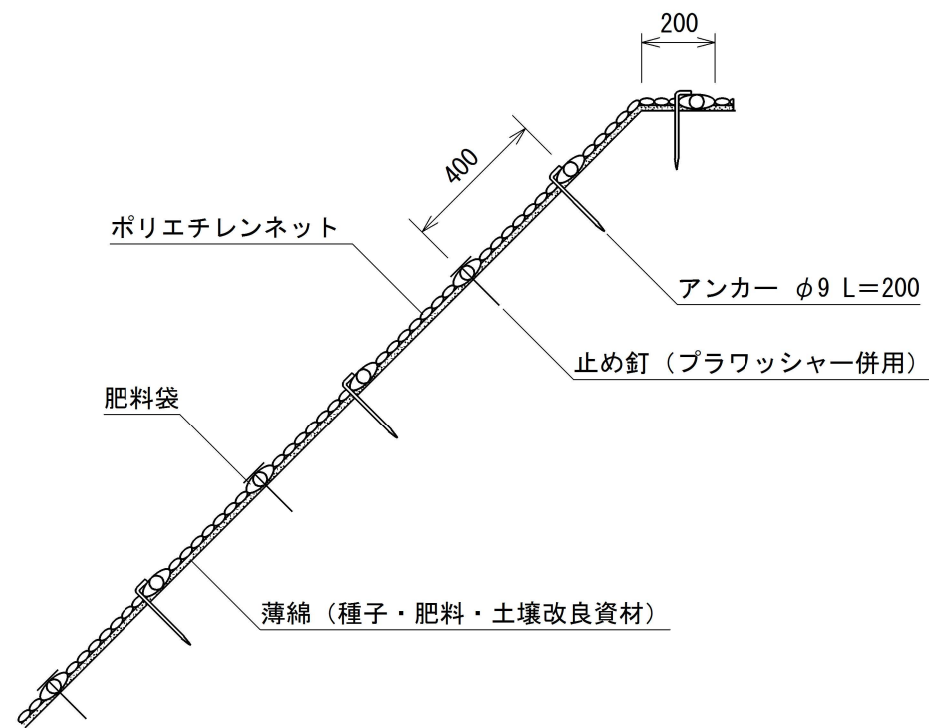 200
400
ポリエチレンネット
アンカー φ9 L=200
止め釘（プラワッシャー併用）
肥料袋
薄綿（種子・肥料・土壌改良資材）